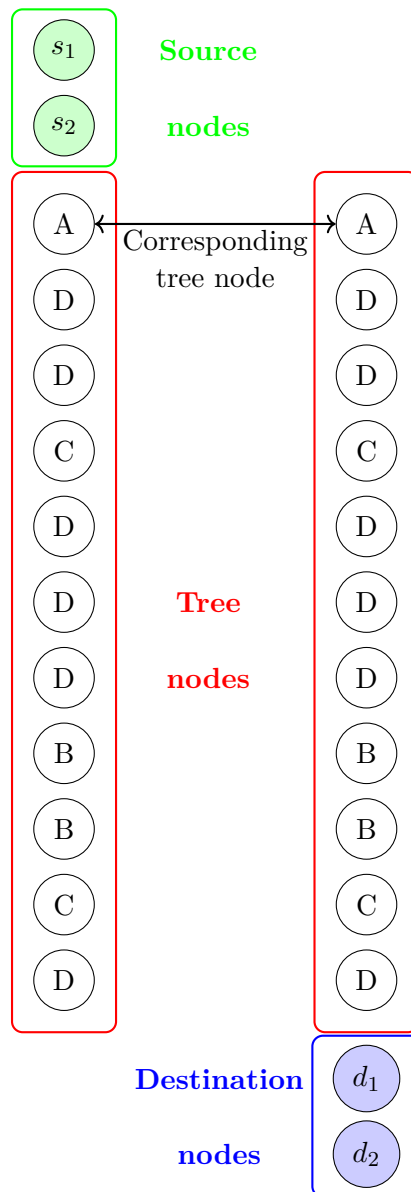 s1 Source
s2 nodes
A A
Corresponding
tree node
D D
D D
C C
D D
D Tree D
D nodes D
B B
B B
C C
D D
Destination d1
nodes d2